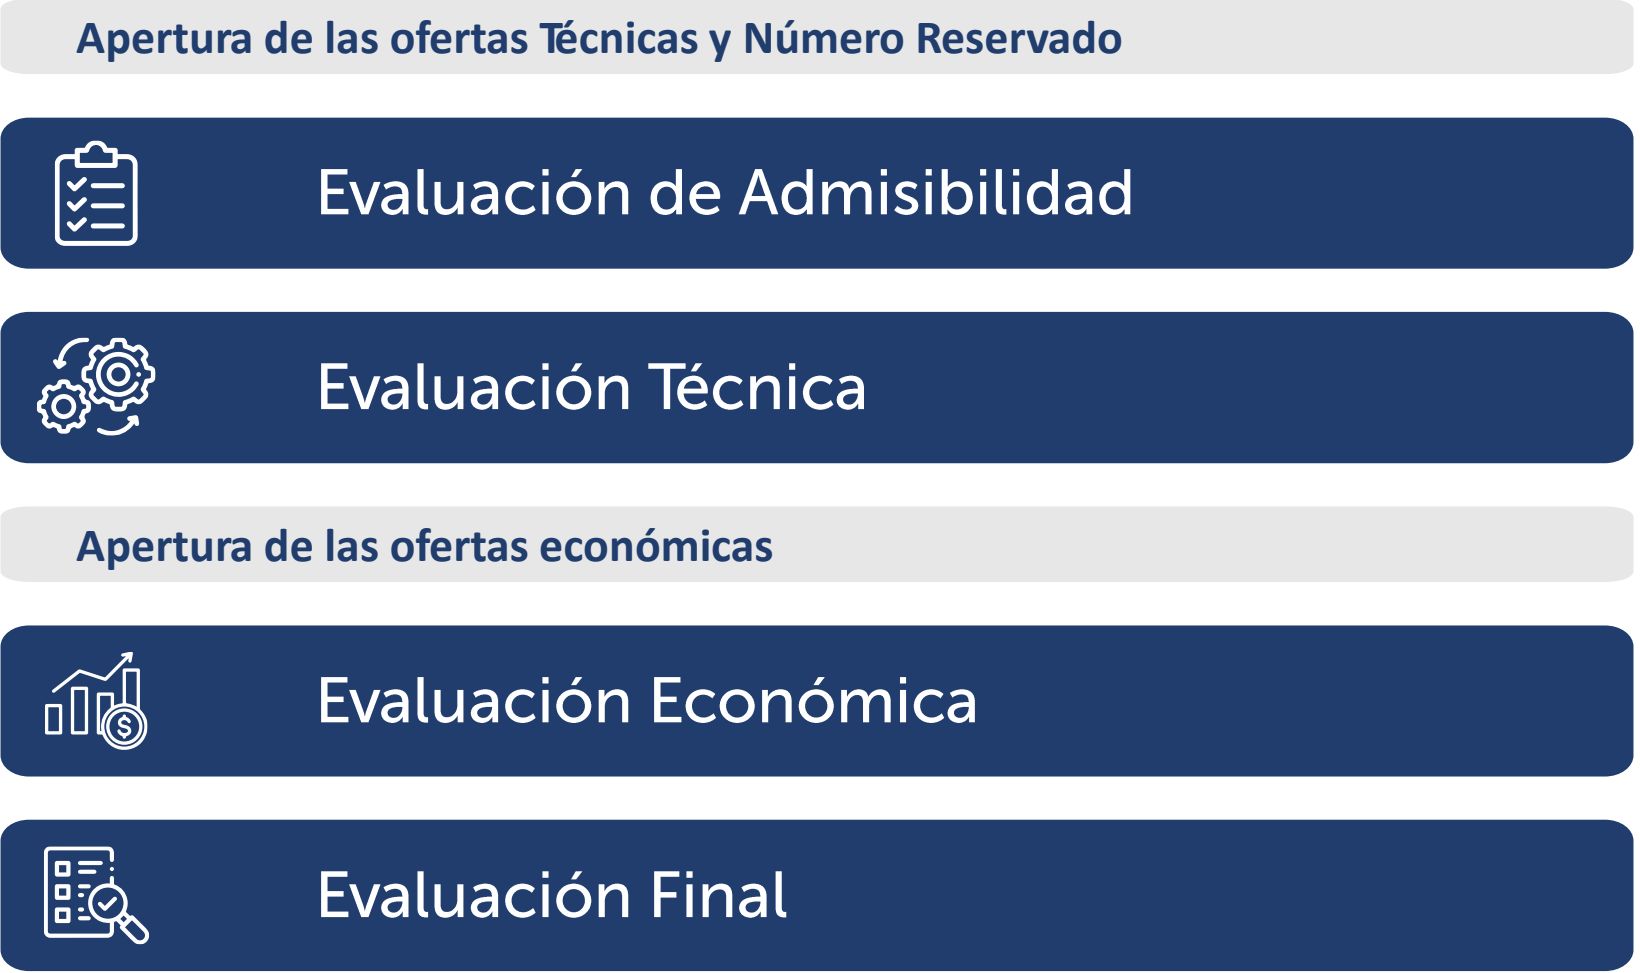 Apertura de las ofertas Técnicas y Número Reservado
Evaluación de Admisibilidad
Evaluación Técnica
Apertura de las ofertas económicas
$
Evaluación Económica
Evaluación Final